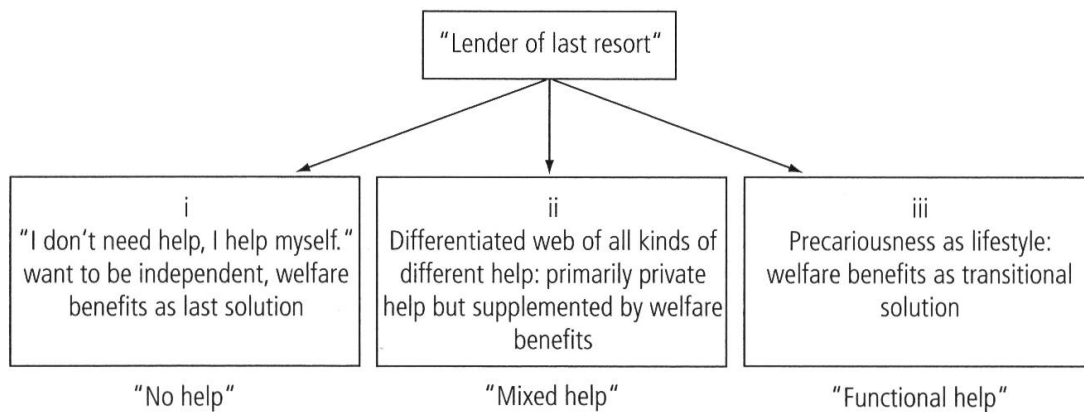 "Lender of last resort"
i
"I don't need help, I help myself."
want to be independent, welfare
benefits as last solution
ii
Differentiated web of all kinds of
different help: primarily private
help but supplemented by welfare
benefits
iii
Precariousness as lifestyle:
welfare benefits as transitional
solution
"No help"
"Mixed help"
"Functional help"